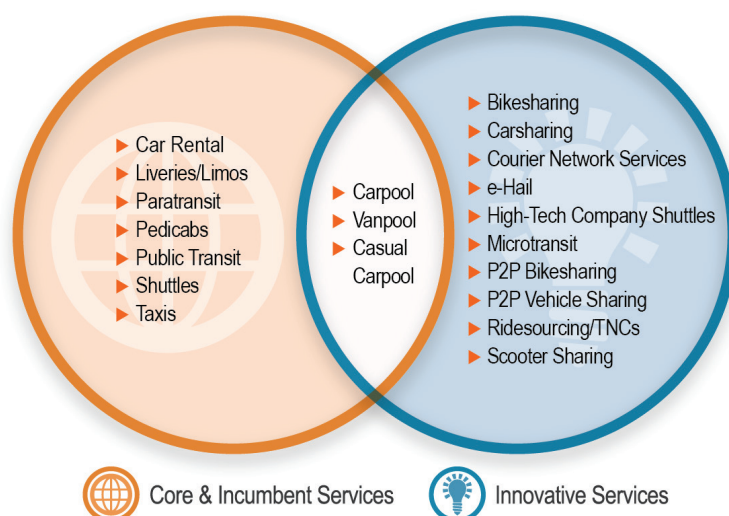 Car Rental
Liveries/Limos
Paratransit
Pedicabs
Public Transit
Shuttles
Taxis
Carpool
Vanpool
Casual
Carpool
Bikesharing
Carsharing
Courier Network Services
e-Hail
High-Tech Company Shuttles
Microtransit
P2P Bikesharing
P2P Vehicle Sharing
Ridesourcing/TNCs
Scooter Sharing
Core & Incumbent Services
Innovative Services